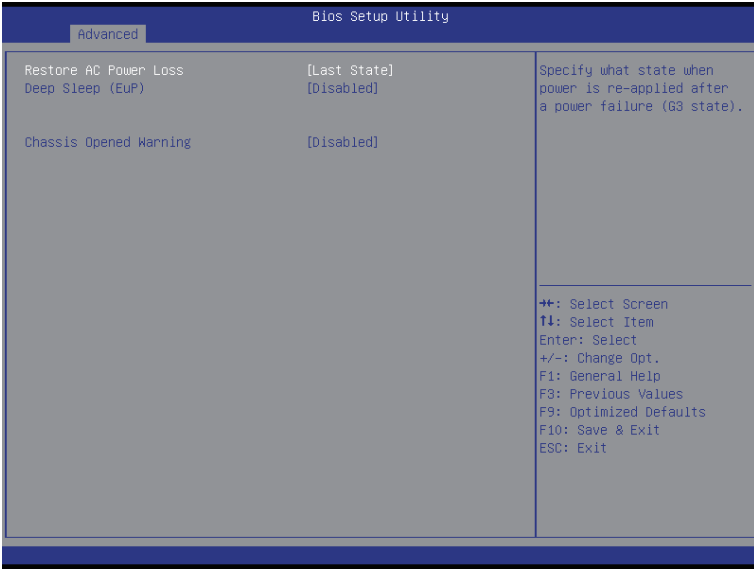 Bios Setup Utility
Advanced
Restore AC Power Loss [Last State]
Deep Sleep (EuP) [Disabled]
Chassis Opened Warning [Disabled]
Specify what state when
power is re-applied after
a power failure (G3 state).
→←: Select Screen
↑↓: Select Item
Enter: Select
+/-: Change Opt.
F1: General Help
F3: Previous Values
F9: Optimized Defaults
F10: Save & Exit
ESC: Exit